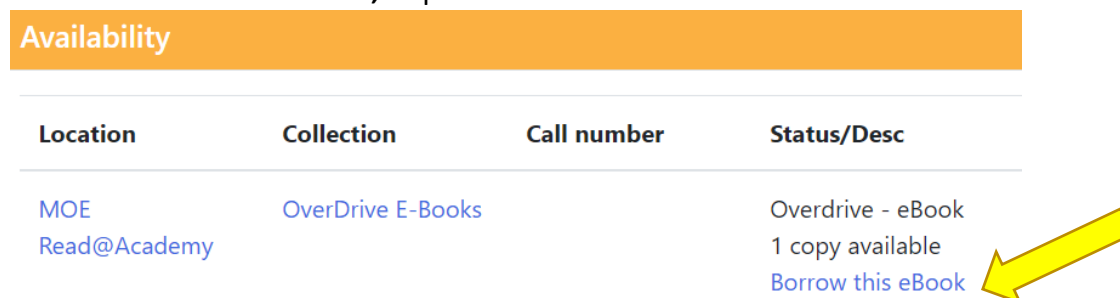 Availability
Location Collection Call number Status/Desc
MOE OverDrive E-Books Overdrive - eBook
Read@Academy 1 copy available
Borrow this eBook